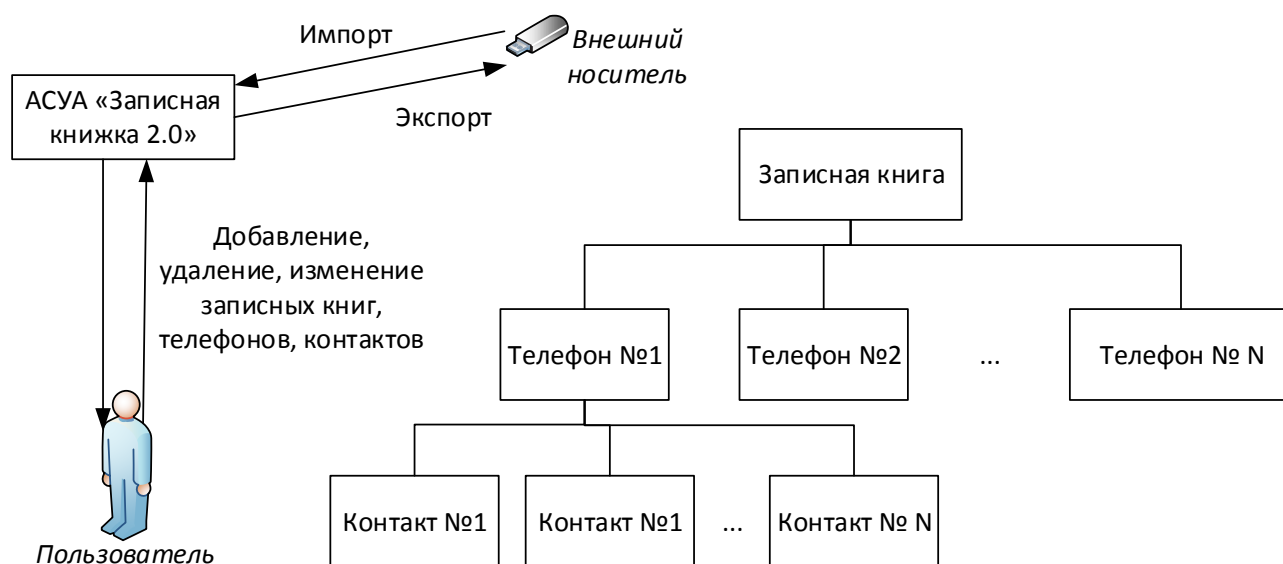 Импорт
Внешний
носитель
АСУА «Записная
книжка 2.0»
Экспорт
Записная книга
Добавление,
удаление, изменение
записных книг,
телефонов, контактов
Телефон №1
Телефон №2
...
Телефон № N
Контакт №1
Контакт №1
...
Контакт № N
Пользователь